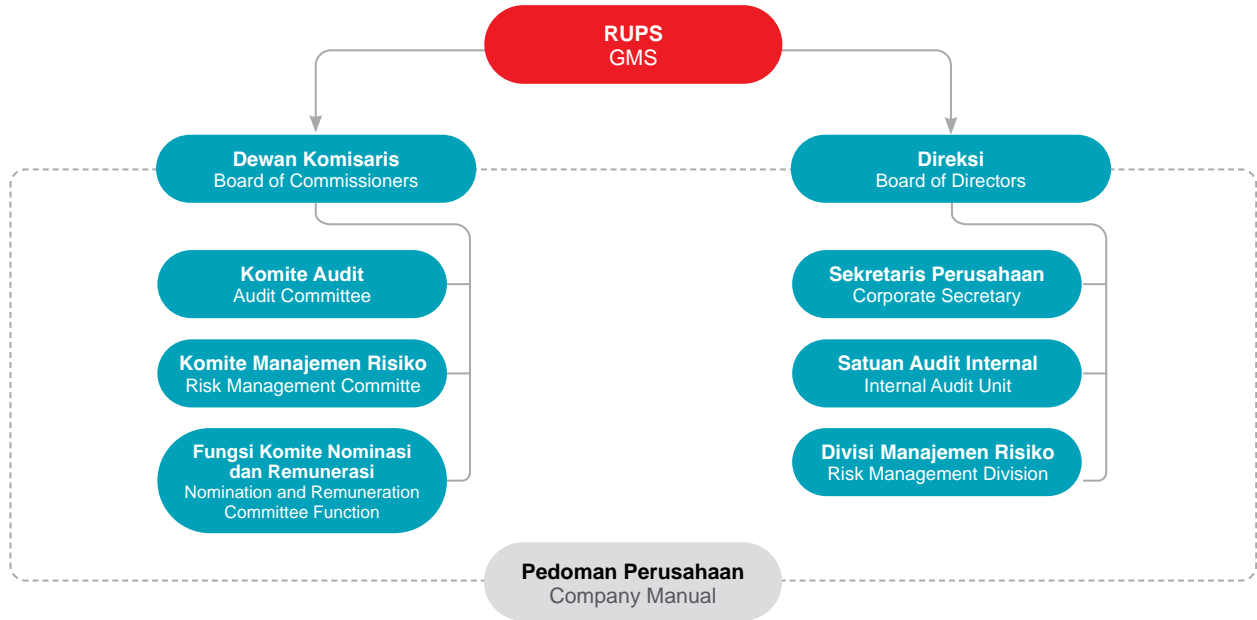 RUPS
GMS
Dewan Komisaris
Board of Commissioners
Direksi
Board of Directors
Komite Audit
Audit Committee
Sekretaris Perusahaan
Corporate Secretary
Komite Manajemen Risiko
Risk Management Committe
Satuan Audit Internal
Internal Audit Unit
Fungsi Komite Nominasi
dan Remunerasi
Nomination and Remuneration
Committee Function
Divisi Manajemen Risiko
Risk Management Division
Pedoman Perusahaan
Company Manual